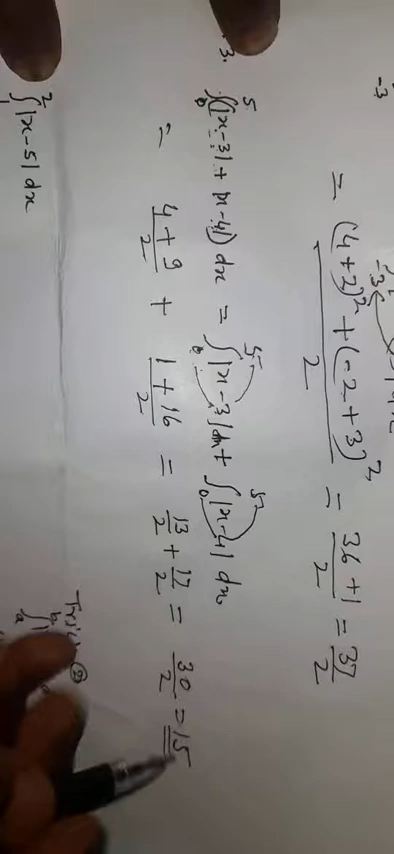 -3
= ((4+2)² + (-2+3)²)/2 = (36+1)/2 = 37/2
3. ∫₀⁵ (|x-3| + |x-4|) dx = ∫₀⁵ |x-3| dx + ∫₀⁵ |x-4| dx
= (4+9)/2 + (1+16)/2 = 13/2 + 17/2 = 30/2 = 15
∫₁² |x-5| dx